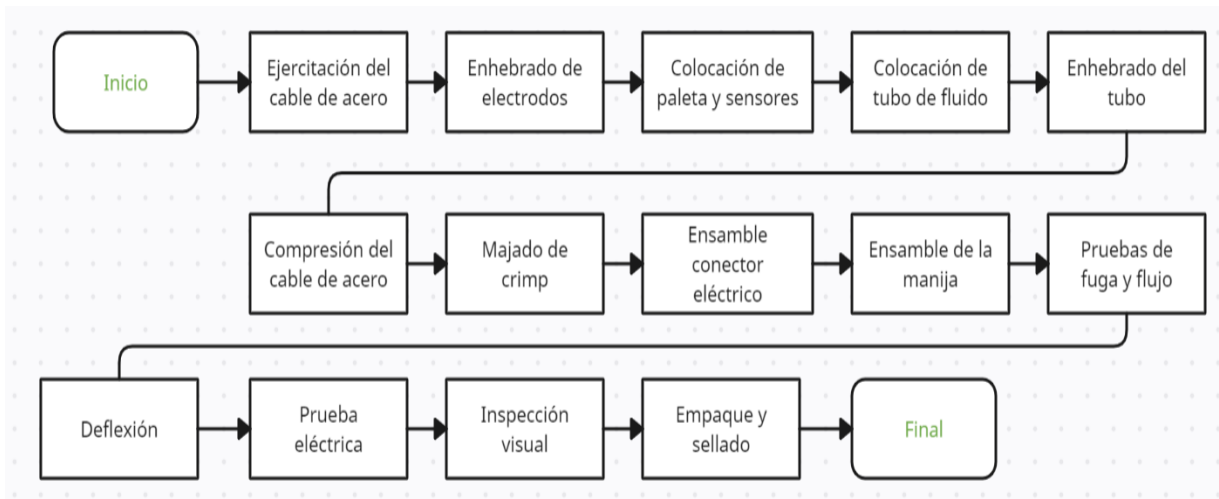 Inicio
Ejercitación del
cable de acero
Enhebrado de
electrodos
Colocación de
paleta y sensores
Colocación de
tubo de fluido
Enhebrado del
tubo
Compresión del
cable de acero
Majado de
crimp
Ensamble
conector
eléctrico
Ensamble de la
manija
Pruebas de
fuga y flujo
Deflexión
Prueba
eléctrica
Inspección
visual
Empaque y
sellado
Final